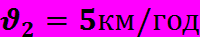 𝝑₂ = 5км/год